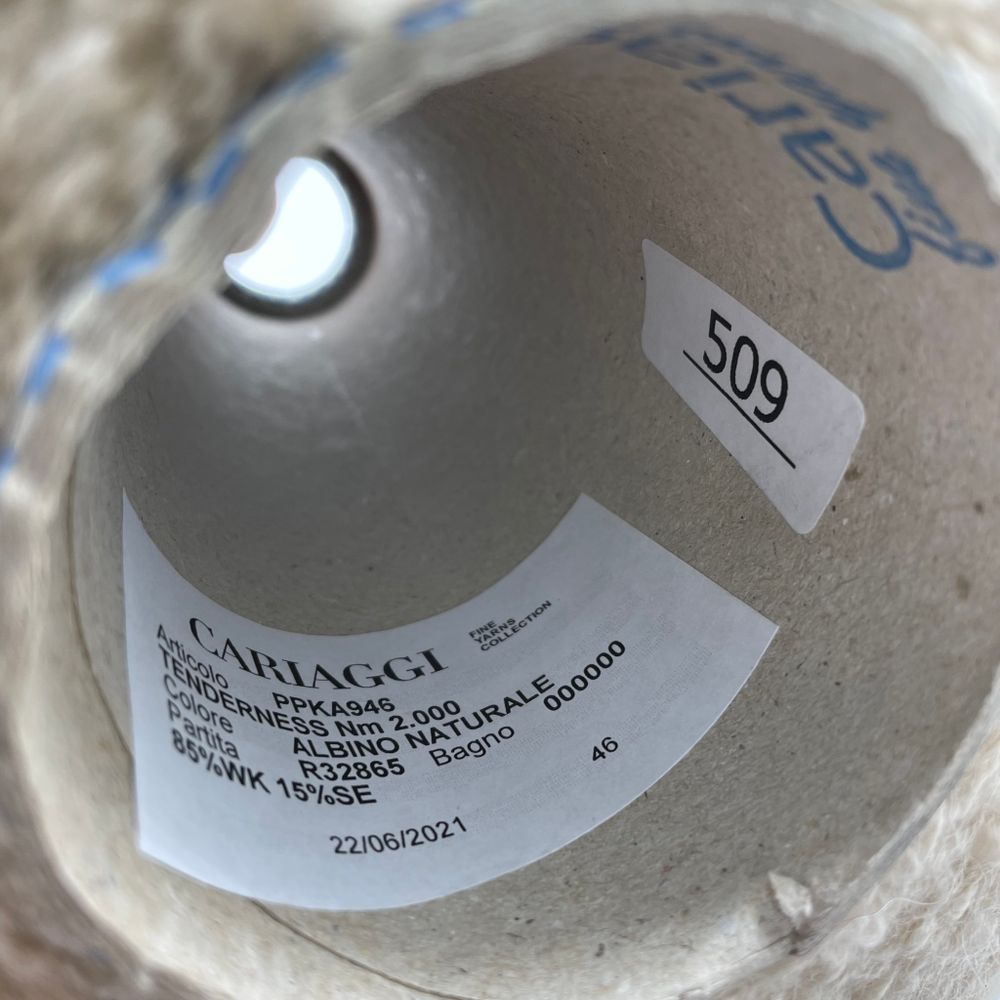 Cariaggi
509
CARIAGGI
FINE
YARNS
COLLECTION
Articolo PPKA946
TENDERNESS Nm 2.000
Colore ALBINO NATURALE
Partita R32865 Bagno 000000
85%WK 15%SE
46
22/06/2021